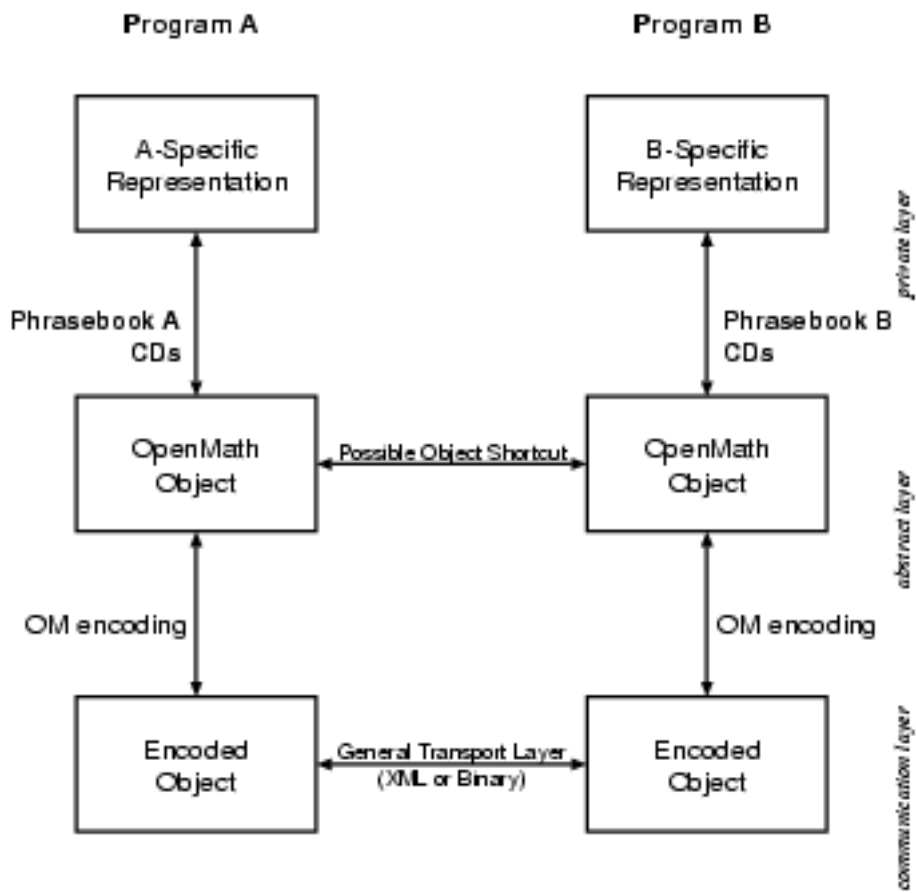 Program A
Program B
A-Specific
Representation
B-Specific
Representation
private layer
Phrasebook A
CDs
Phrasebook B
CDs
OpenMath
Object
Possible Object Shortcut
OpenMath
Object
abstract layer
OM encoding
OM encoding
Encoded
Object
General Transport Layer
(XML or Binary)
Encoded
Object
communication layer